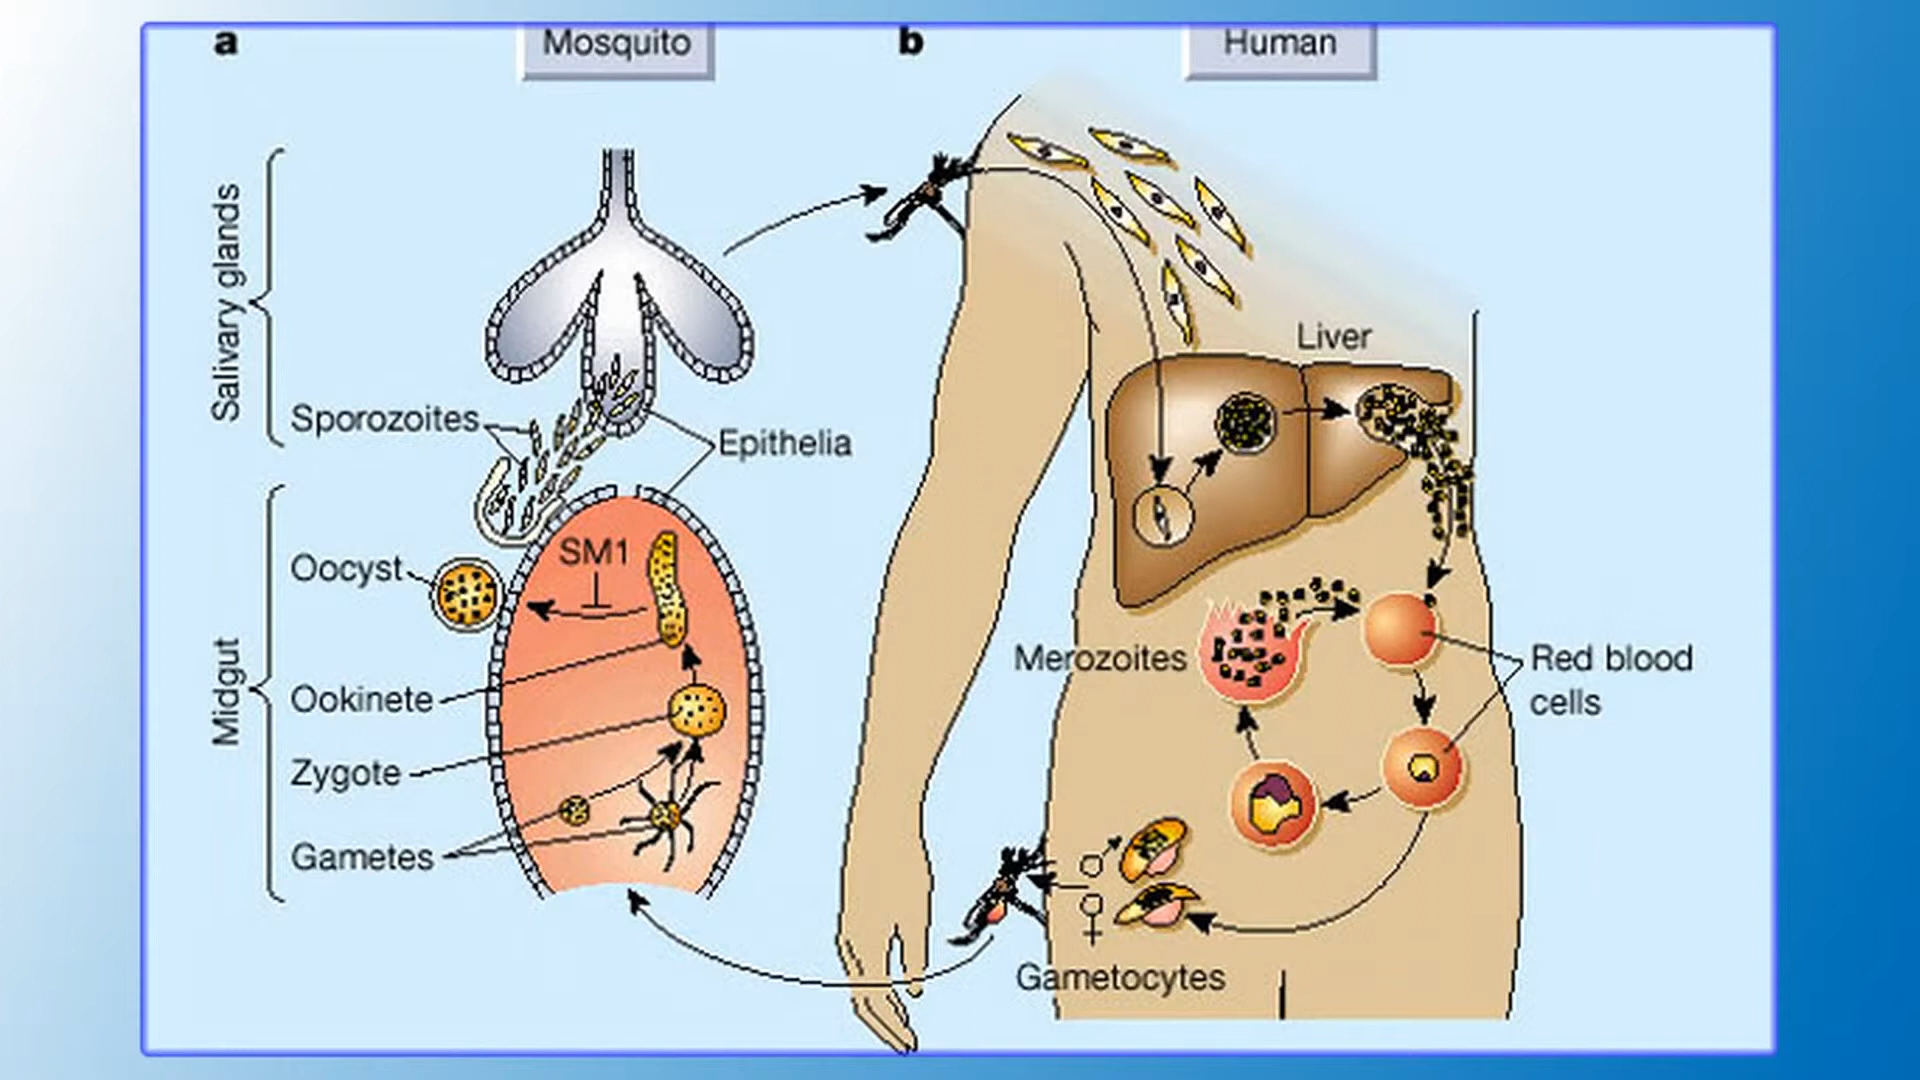 a
Mosquito
b
Human
Salivary glands
Sporozoites
Epithelia
Midgut
Oocyst
SM1
Ookinete
Zygote
Gametes
Liver
Merozoites
Red blood
cells
Gametocytes